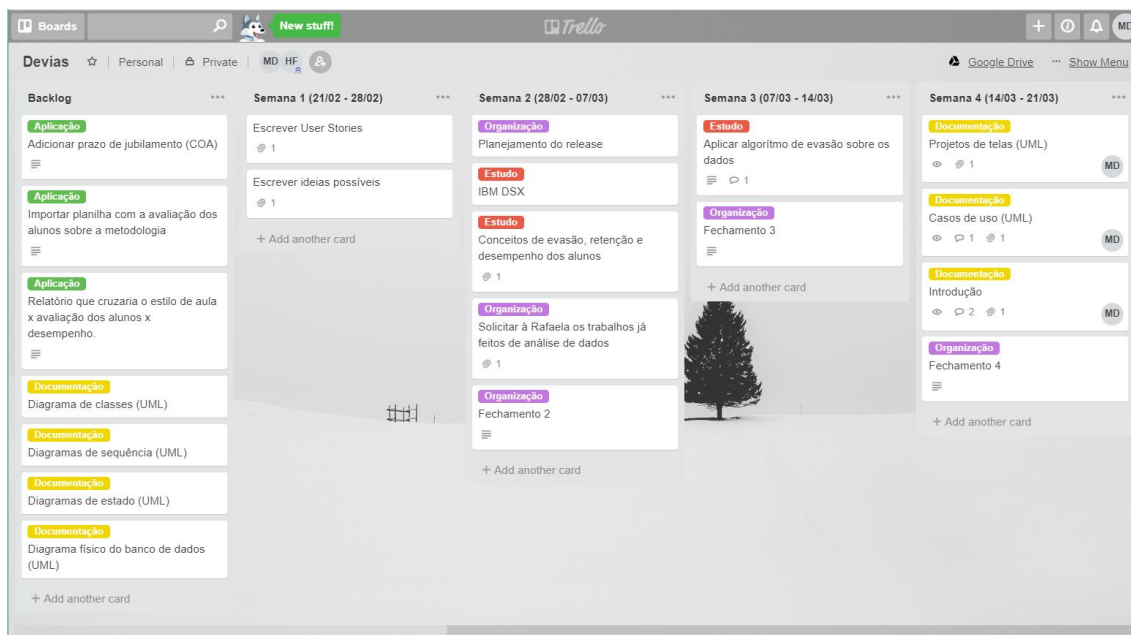 Boards
New stuff!
Trello
MD
Devias
Personal
Private
MD HF
Google Drive
··· Show Menu
Backlog
Aplicação
Adicionar prazo de jubilamento (COA)
Aplicação
Importar planilha com a avaliação dos
alunos sobre a metodologia
Aplicação
Relatório que cruzaria o estilo de aula
x avaliação dos alunos x
desempenho.
Documentação
Diagrama de classes (UML)
Documentação
Diagramas de sequência (UML)
Documentação
Diagramas de estado (UML)
Documentação
Diagrama físico do banco de dados
(UML)
+ Add another card
Semana 1 (21/02 - 28/02)
Escrever User Stories
1
Escrever ideias possíveis
1
+ Add another card
Semana 2 (28/02 - 07/03)
Organização
Planejamento do release
Estudo
IBM DSX
Estudo
Conceitos de evasão, retenção e
desempenho dos alunos
1
Organização
Solicitar à Rafaela os trabalhos já
feitos de análise de dados
1
Organização
Fechamento 2
+ Add another card
Semana 3 (07/03 - 14/03)
Estudo
Aplicar algorítmo de evasão sobre os
dados
1
Organização
Fechamento 3
+ Add another card
Semana 4 (14/03 - 21/03)
Documentação
Projetos de telas (UML)
1
MD
Documentação
Casos de uso (UML)
1 1
MD
Documentação
Introdução
2 1
MD
Organização
Fechamento 4
+ Add another card